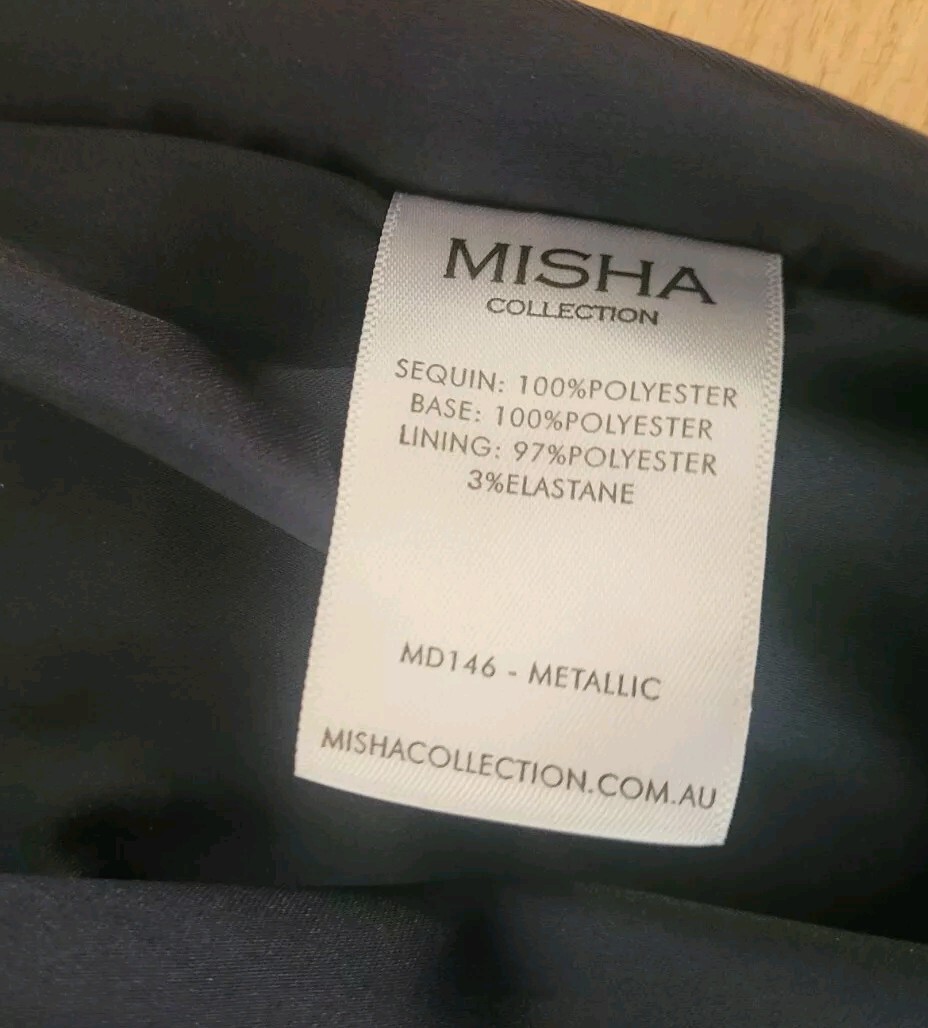 MISHA
COLLECTION
SEQUIN: 100%POLYESTER
BASE: 100%POLYESTER
LINING: 97%POLYESTER
3%ELASTANE
MD146 - METALLIC
MISHACOLLECTION.COM.AU